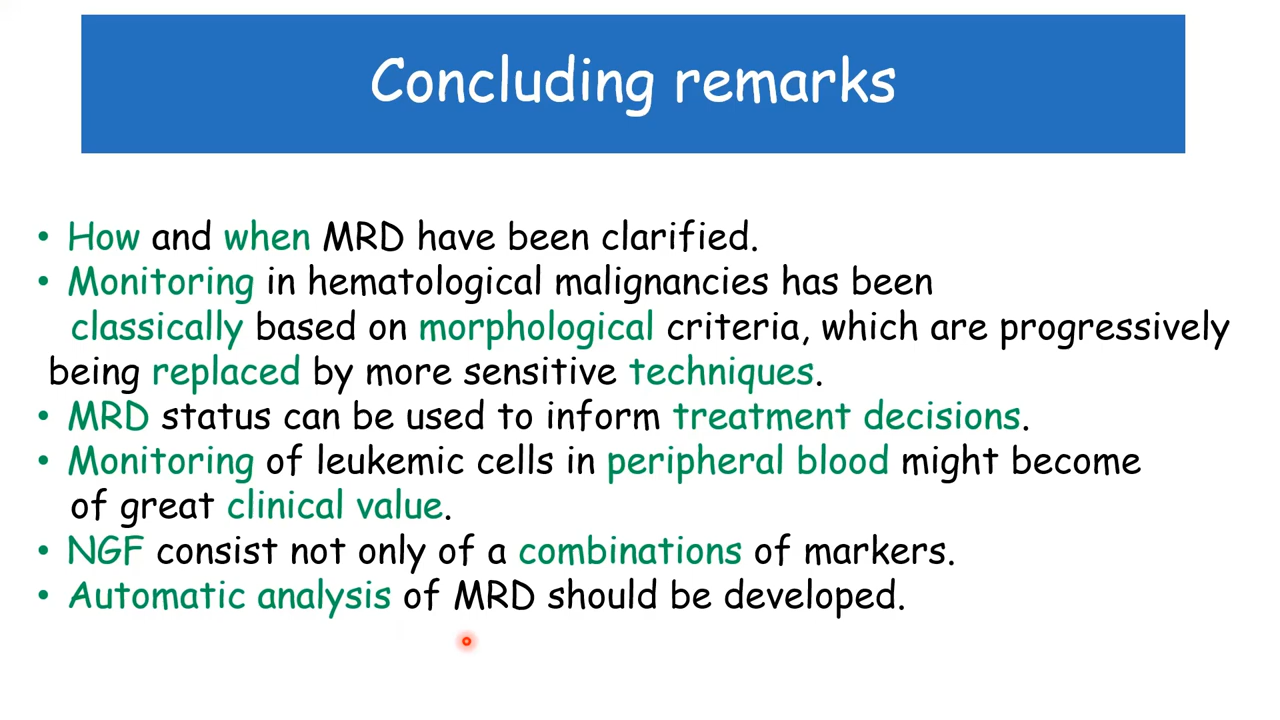 Concluding remarks
• How and when MRD have been clarified.
• Monitoring in hematological malignancies has been
classically based on morphological criteria, which are progressively
being replaced by more sensitive techniques.
• MRD status can be used to inform treatment decisions.
• Monitoring of leukemic cells in peripheral blood might become
of great clinical value.
• NGF consist not only of a combinations of markers.
• Automatic analysis of MRD should be developed.